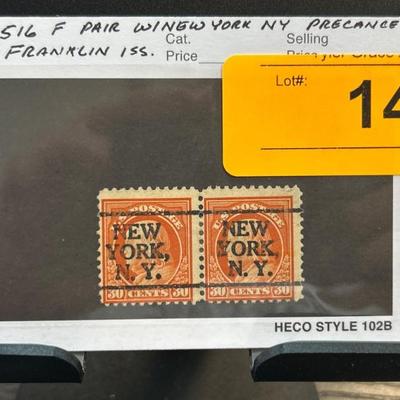 516 F PAIR W/NEW YORK NY PRECANCE
FRANKLIN ISS.
Cat.
Price
Selling
Lot#:
14
U.S. POSTAGE
NEW
YORK,
N.Y.
30 CENTS 30
U.S. POSTAGE
NEW
YORK,
N.Y.
30 CENTS 30
HECO STYLE 102B